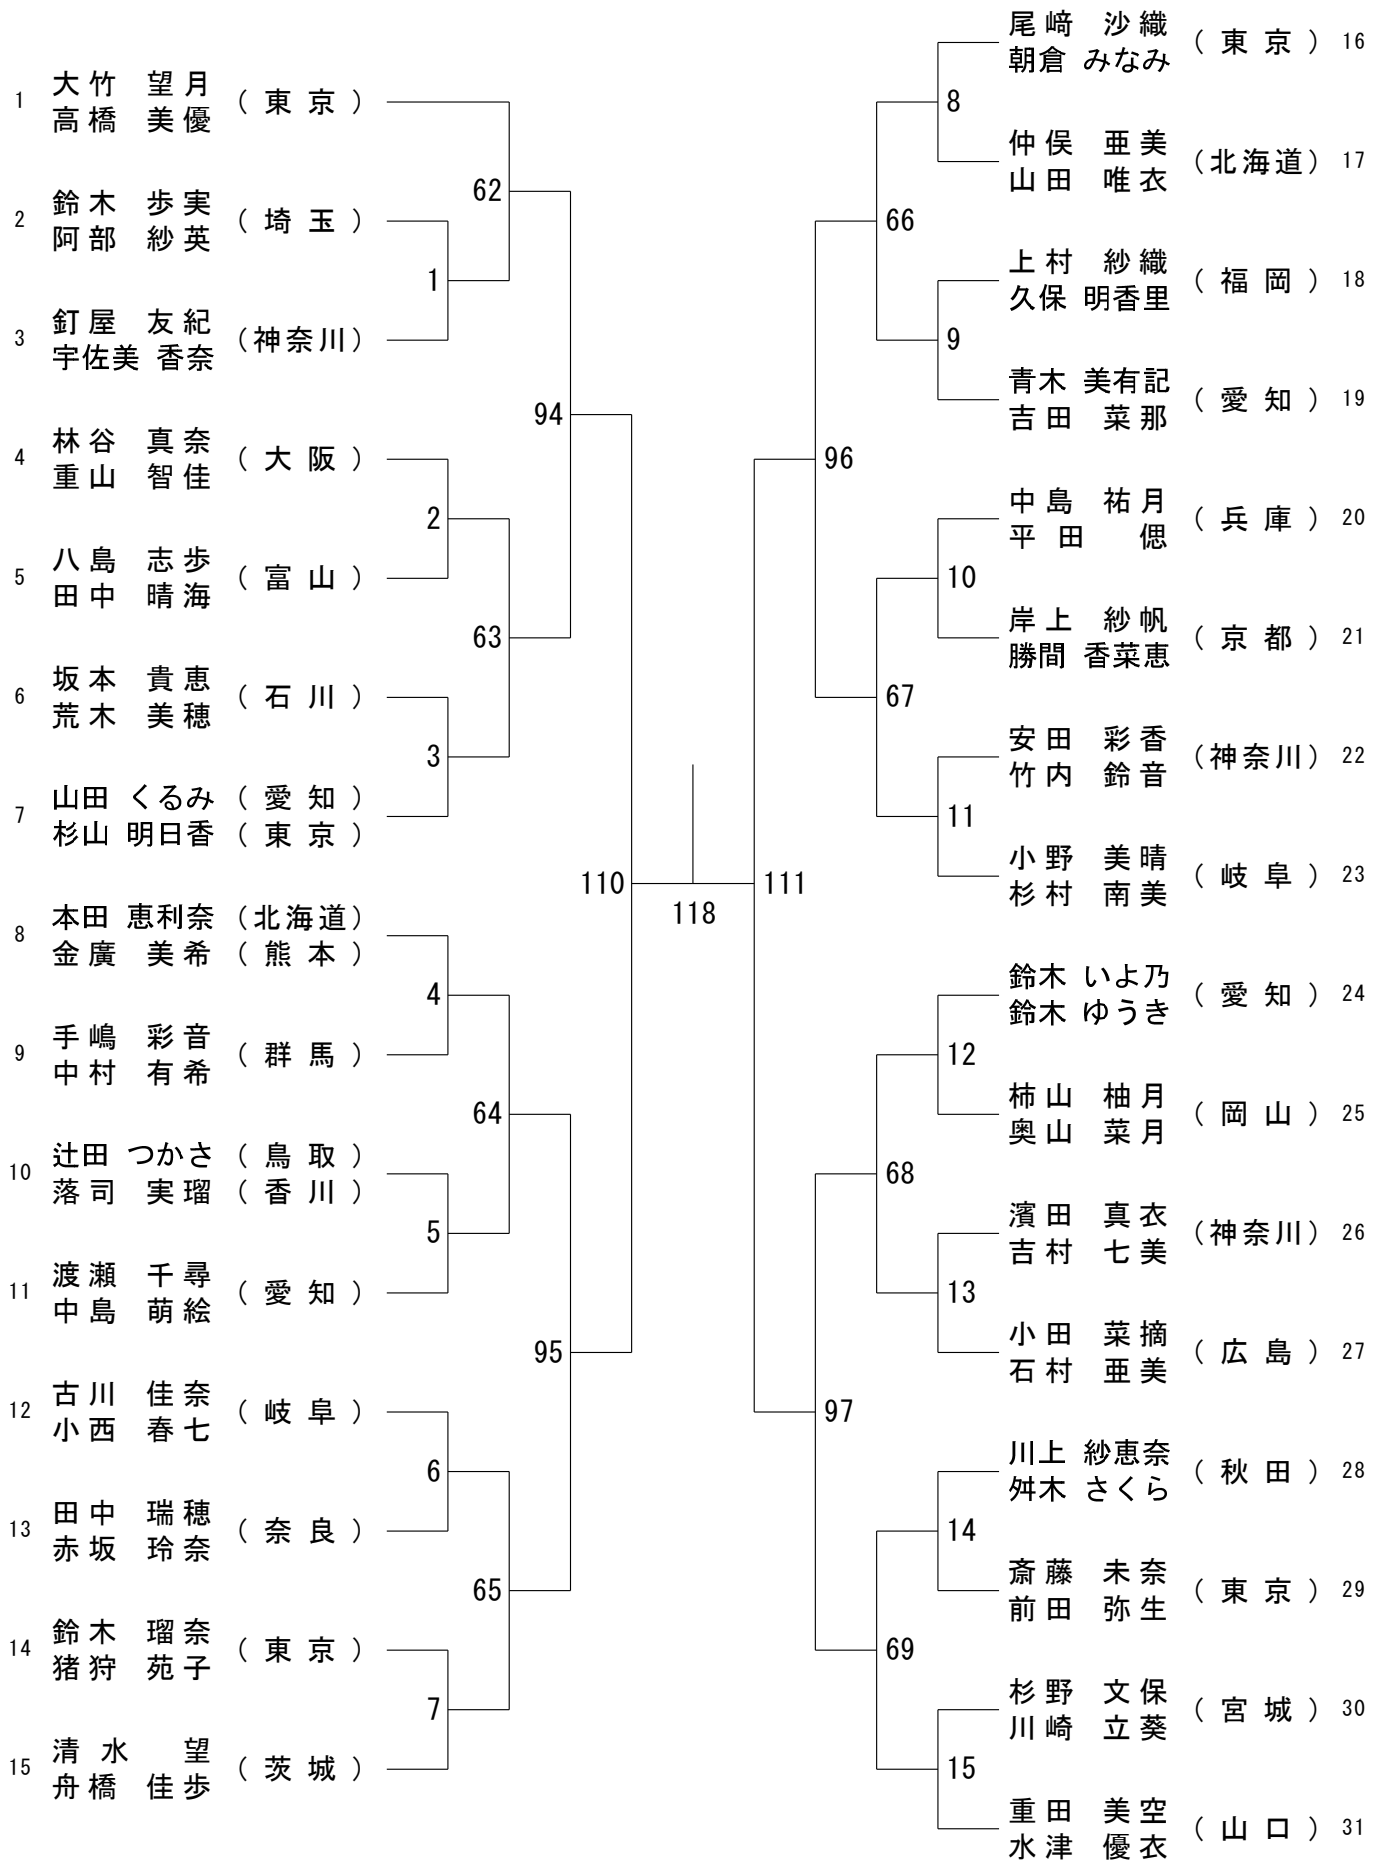 1 大竹 望月 (東京)
高橋 美優
2 鈴木 歩実 (埼玉)
阿部 紗英
3 釘屋 友紀 (神奈川)
宇佐美 香奈
4 林谷 真奈 (大阪)
重山 智佳
5 八島 志歩 (富山)
田中 晴海
6 坂本 貴恵 (石川)
荒木 美穂
7 山田 くるみ (愛知)
杉山 明日香 (東京)
8 本田 恵利奈 (北海道)
金廣 美希 (熊本)
9 手嶋 彩音 (群馬)
中村 有希
10 辻田 つかさ (鳥取)
落司 実瑠 (香川)
11 渡瀬 千尋 (愛知)
中島 萌絵
12 古川 佳奈 (岐阜)
小西 春七
13 田中 瑞穂 (奈良)
赤坂 玲奈
14 鈴木 瑠奈 (東京)
猪狩 苑子
15 清水 望 (茨城)
舟橋 佳歩
62
1
94
2
63
3
110
4
64
5
95
6
65
7
118
111
8
66
9
96
10
67
11
12
68
13
97
14
69
15
尾﨑 沙織 (東京) 16
朝倉 みなみ
仲俣 亜美 (北海道) 17
山田 唯衣
上村 紗織 (福岡) 18
久保 明香里
青木 美有記 (愛知) 19
吉田 菜那
中島 祐月 (兵庫) 20
平田 偲
岸上 紗帆 (京都) 21
勝間 香菜恵
安田 彩香 (神奈川) 22
竹内 鈴音
小野 美晴 (岐阜) 23
杉村 南美
鈴木 いよ乃 (愛知) 24
鈴木 ゆうき
柿山 柚月 (岡山) 25
奥山 菜月
濱田 真衣 (神奈川) 26
吉村 七美
小田 菜摘 (広島) 27
石村 亜美
川上 紗恵奈 (秋田) 28
舛木 さくら
斎藤 未奈 (東京) 29
前田 弥生
杉野 文保 (宮城) 30
川崎 立葵
重田 美空 (山口) 31
水津 優衣